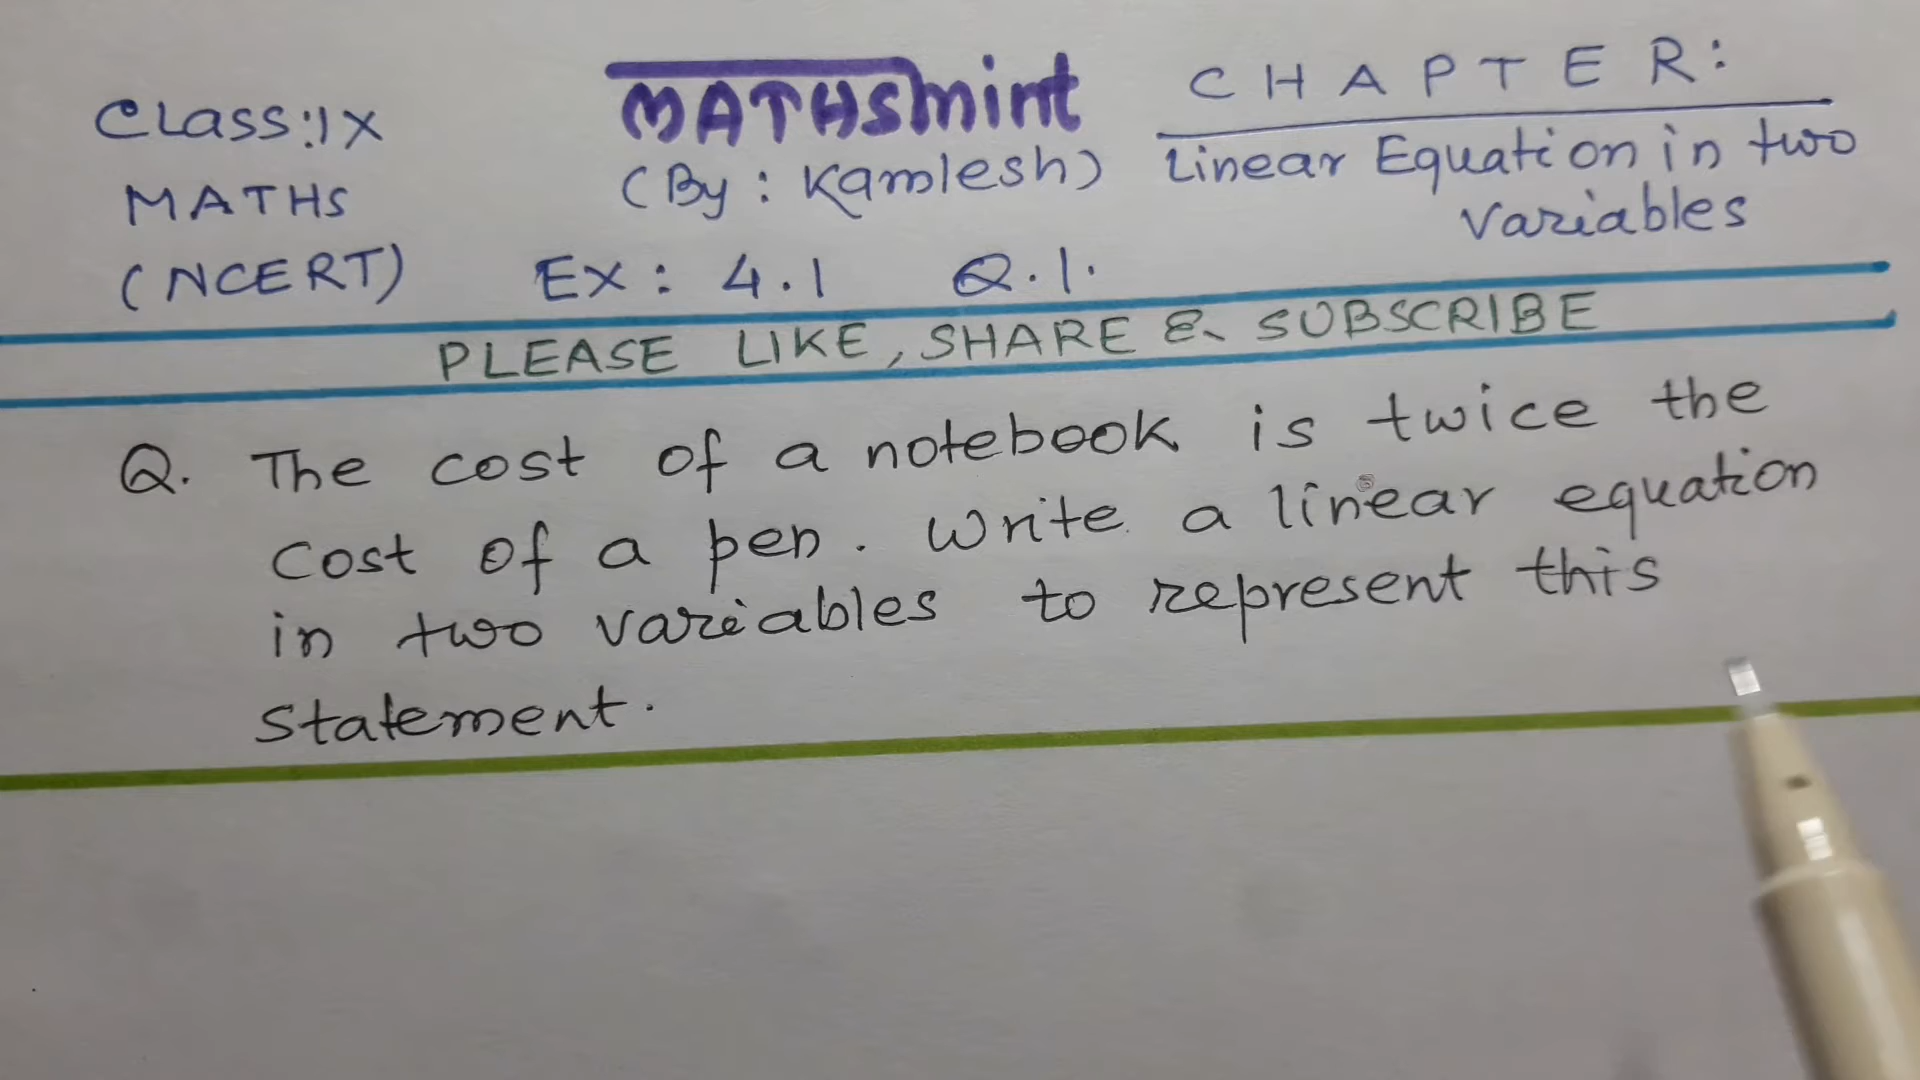 CLASS: IX
MATHS
(NCERT)
MATHSmint
(By: Kamlesh)
EX: 4.1 Q.1.
CHAPTER:
Linear Equation in two
variables
PLEASE LIKE, SHARE & SUBSCRIBE
Q. The cost of a notebook is twice the
cost of a pen. Write a linear equation
in two variables to represent this
statement.